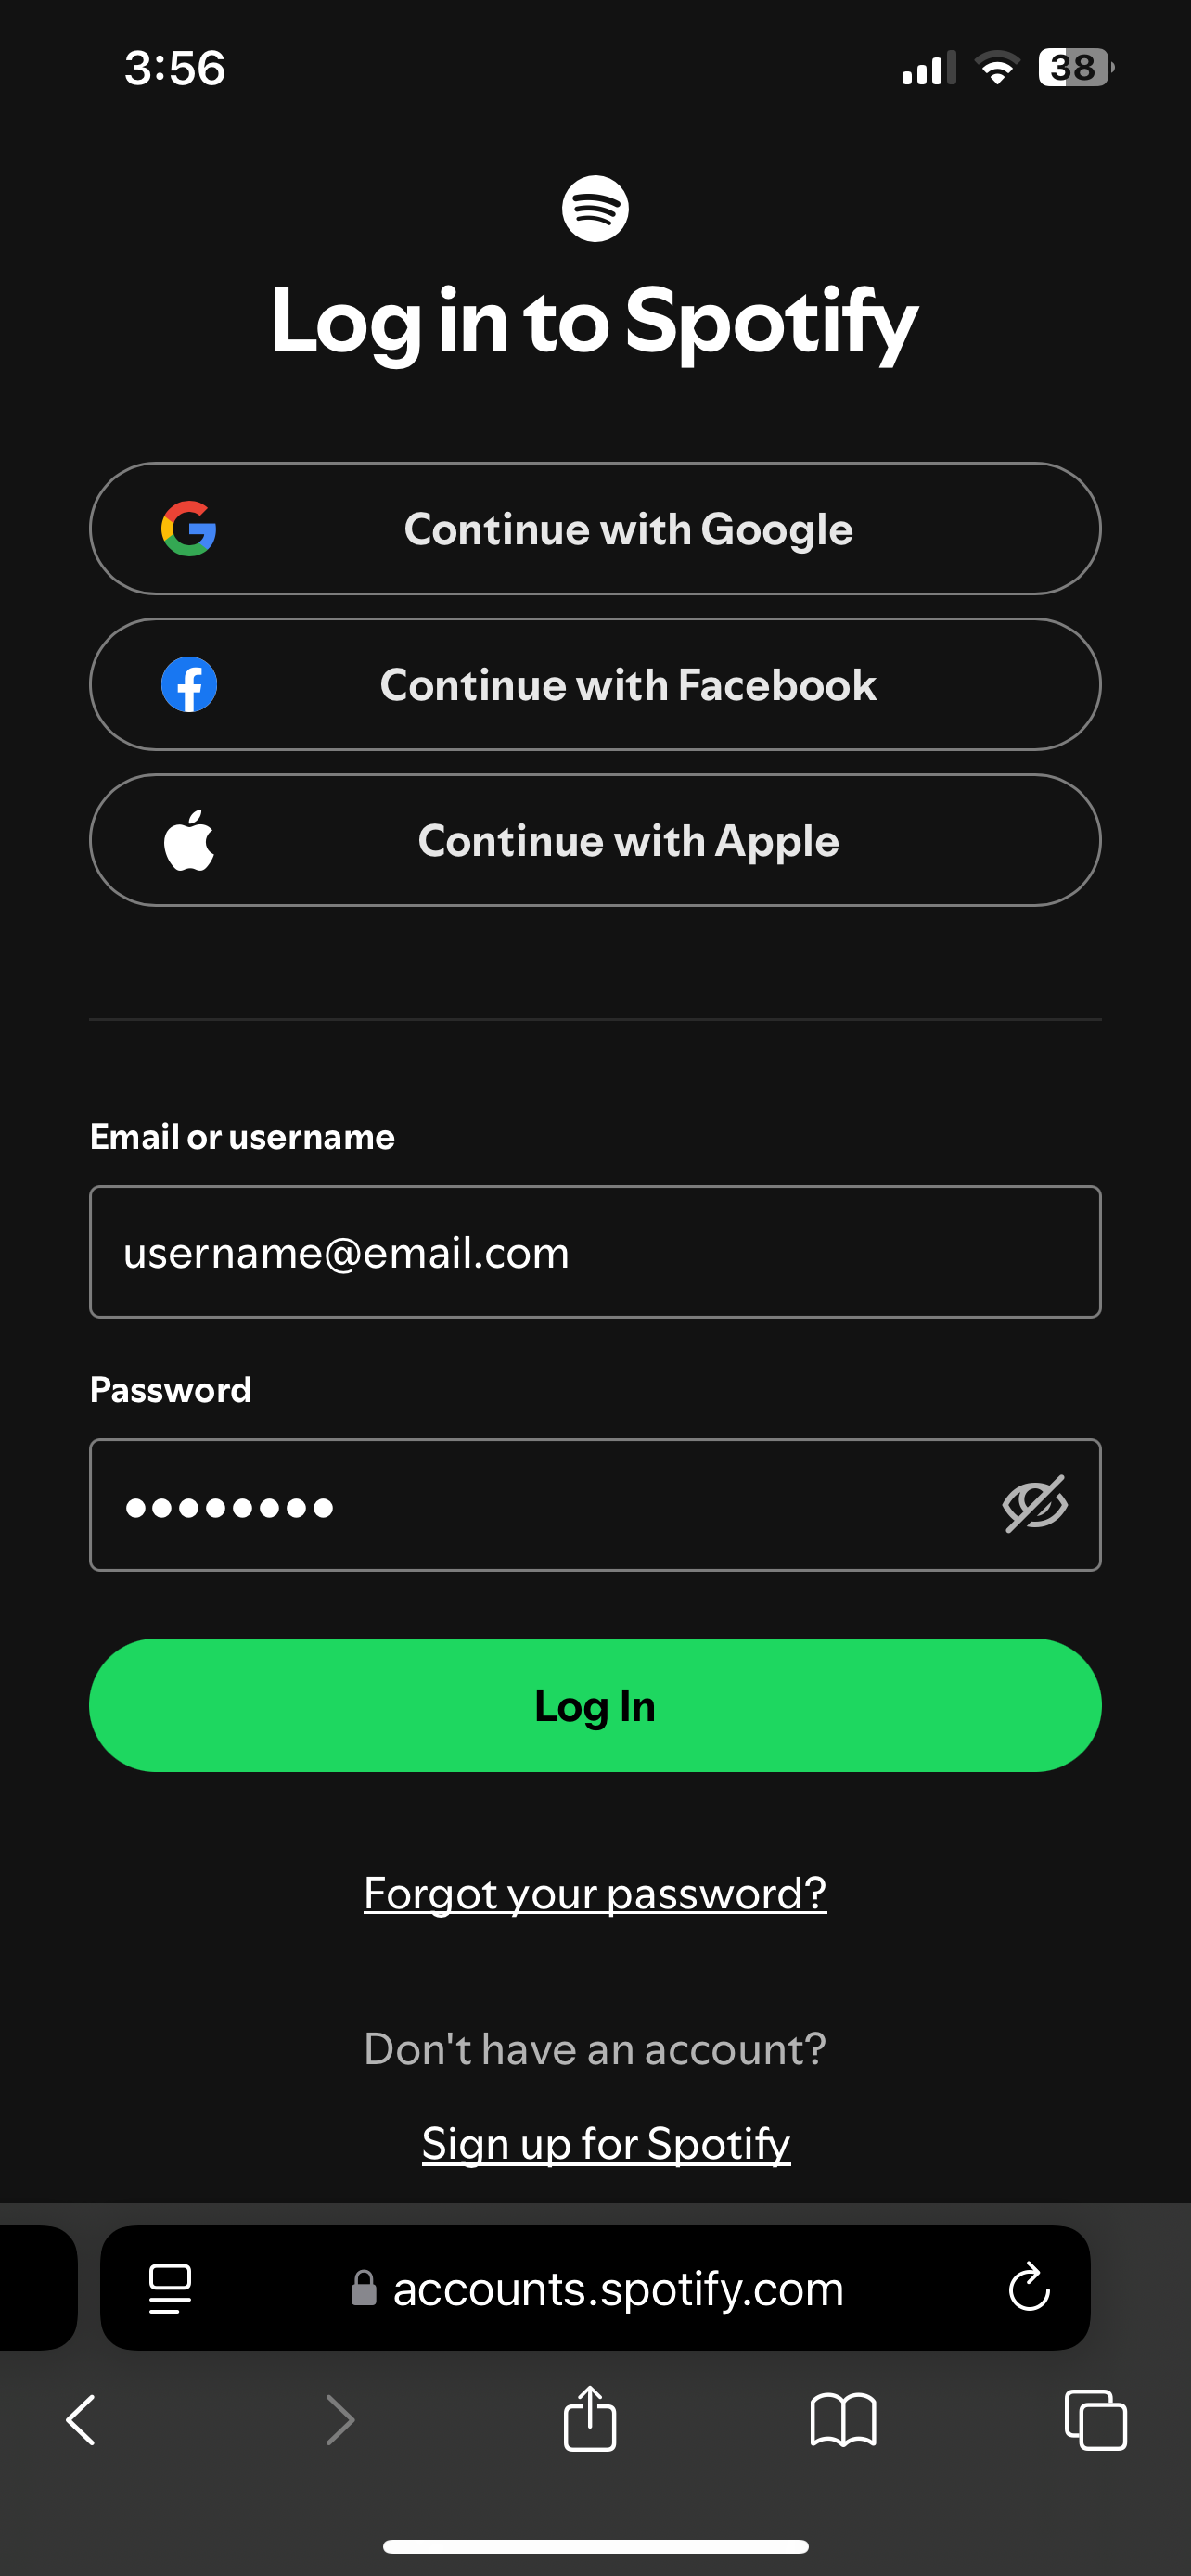 3:56
38
Log in to Spotify
Continue with Google
Continue with Facebook
Continue with Apple
Email or username
username@email.com
Password
••••••••
Log In
Forgot your password?
Don't have an account?
Sign up for Spotify
accounts.spotify.com